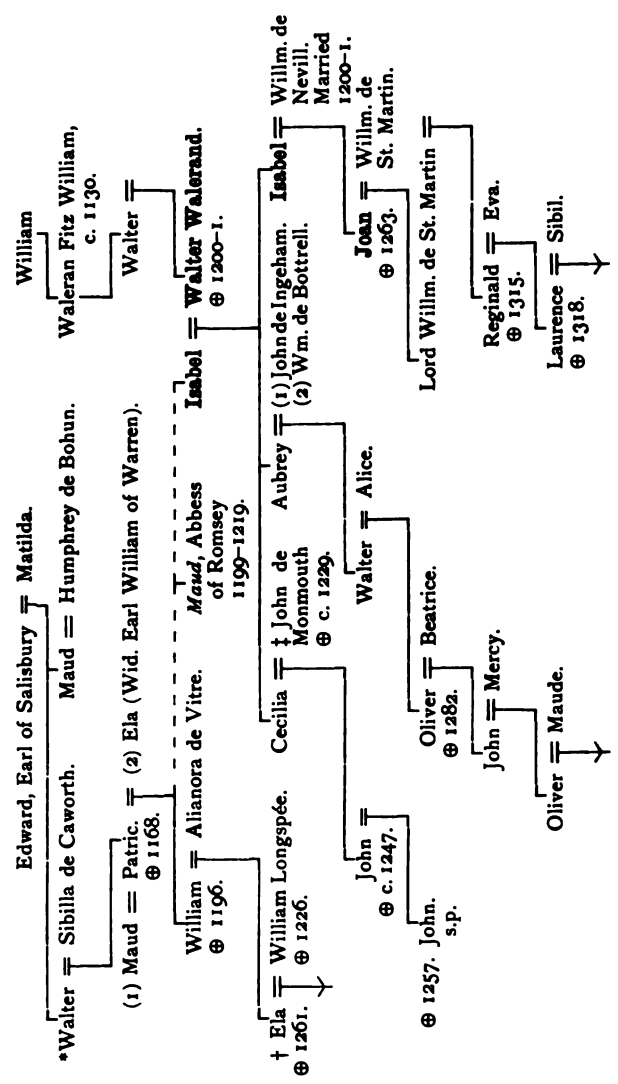 Edward, Earl of Salisbury = Matilda.
William
*Walter = Sibilla de Caworth.
Maud = Humphrey de Bohun.
Waleran Fitz William,
c. 1130.
(1) Maud = Patric. = (2) Ela (Wid. Earl William of Warren).
⊕ 1168.
Walter =
William = Alianora de Vitre.
⊕ 1196.
Maud, Abbess
of Romsey
1199–1219.
Isabel = Walter Walerand.
⊕ 1200-1.
† Ela = William Longspée.
⊕ 1261.
⊕ 1226.
Cecilia = ‡ John de
Monmouth
⊕ c. 1229.
Aubrey = (1) John de Ingeham.
(2) Wm. de Bottrell.
Isabel = Willm. de
Nevill.
Married
1200-1.
John =
⊕ c. 1247.
Walter = Alice.
Joan = Willm. de
St. Martin.
⊕ 1263.
⊕ 1257. John.
s.p.
Oliver = Beatrice.
⊕ 1282.
Lord Willm. de St. Martin =
John = Mercy.
Reginald = Eva.
⊕ 1315.
Oliver = Maude.
Laurence = Sibil.
⊕ 1318.